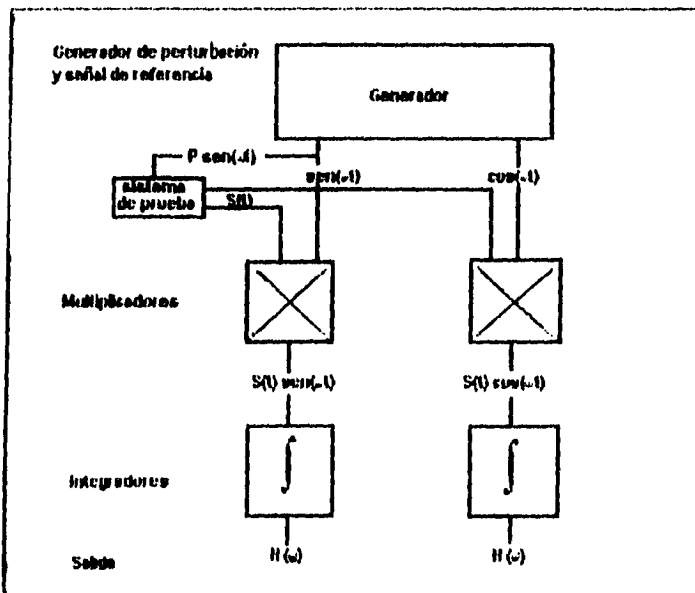 Generador de perturbación
y señal de referencia
Generador
P sen(ωt)
sen(ωt)
cos(ωt)
sistema
de prueba
S(t)
Multiplicadores
S(t) sen(ωt)
S(t) cos(ωt)
Integradores
Salida
H (ω)
H (ω)